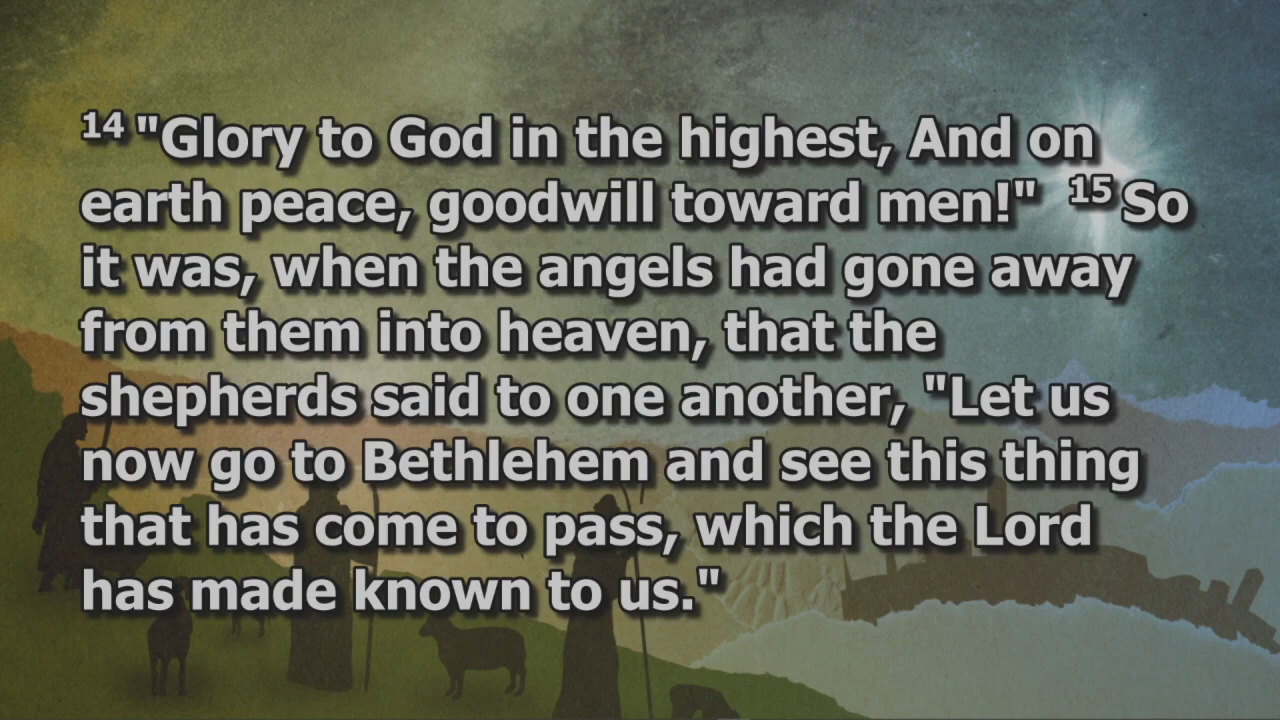 14 "Glory to God in the highest, And on
earth peace, goodwill toward men!" 15 So
it was, when the angels had gone away
from them into heaven, that the
shepherds said to one another, "Let us
now go to Bethlehem and see this thing
that has come to pass, which the Lord
has made known to us."